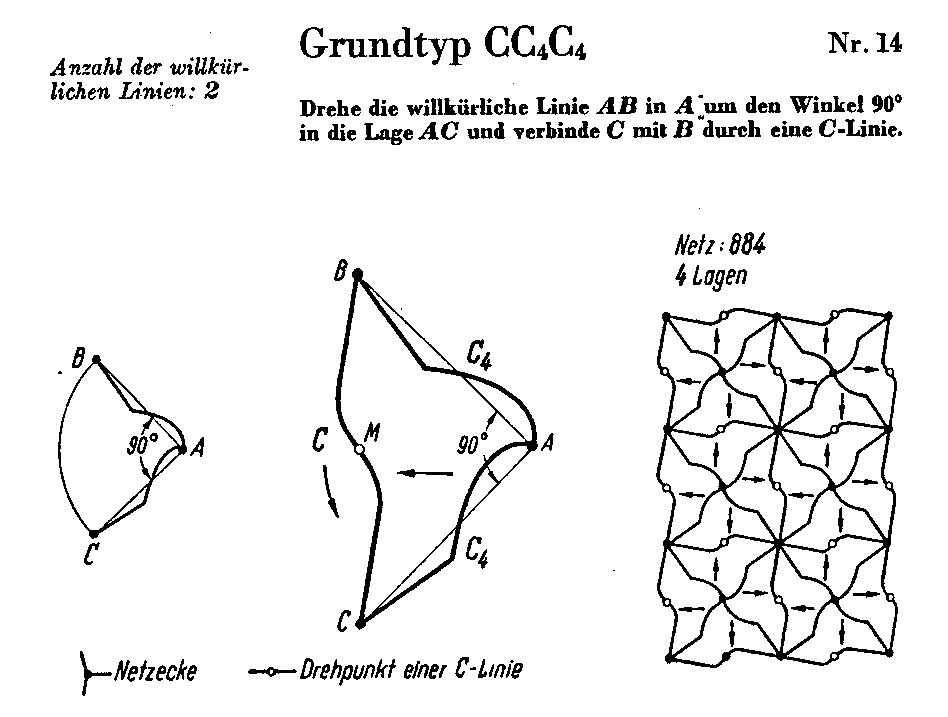 Grundtyp CC₄C₄
Nr. 14
Anzahl der willkür-
lichen Linien: 2
Drehe die willkürliche Linie AB in A um den Winkel 90°
in die Lage AC und verbinde C mit B durch eine C-Linie.
Netz: 884
4 Lagen
B
90°
A
C
B
C₄
C
M
90°
A
C₄
C
Netzecke
Drehpunkt einer C-Linie